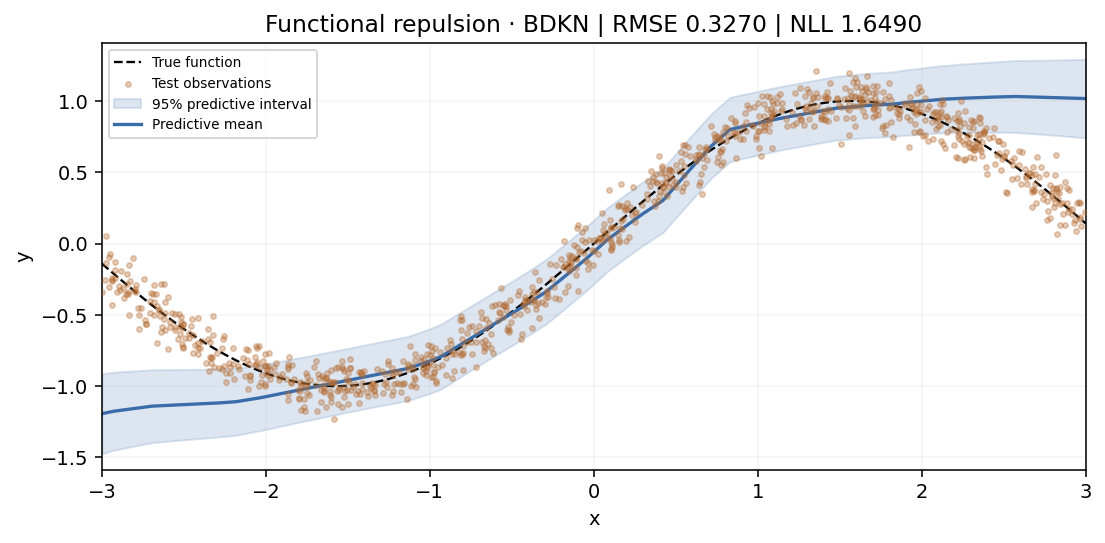 Functional repulsion · BDKN | RMSE 0.3270 | NLL 1.6490
True function
Test observations
95% predictive interval
Predictive mean
y
1.0
0.5
0.0
−0.5
−1.0
−1.5
−3 −2 −1 0 1 2 3
x